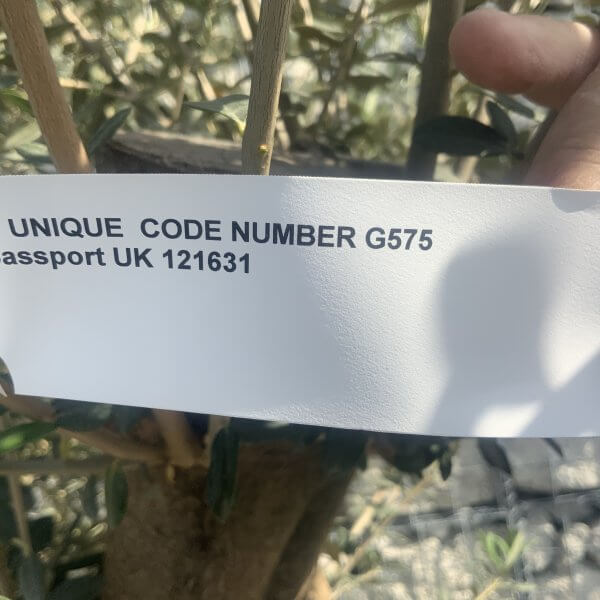 UNIQUE CODE NUMBER G575
assport UK 121631